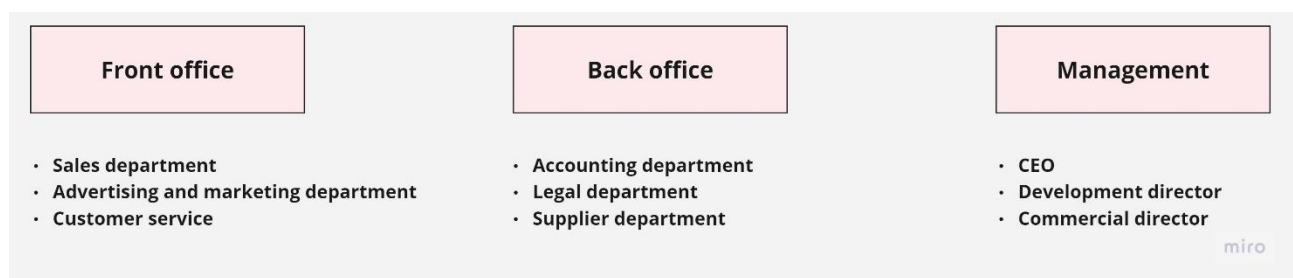 Front office
Back office
Management
· Sales department
· Advertising and marketing department
· Customer service
· Accounting department
· Legal department
· Supplier department
· CEO
· Development director
· Commercial director
miro